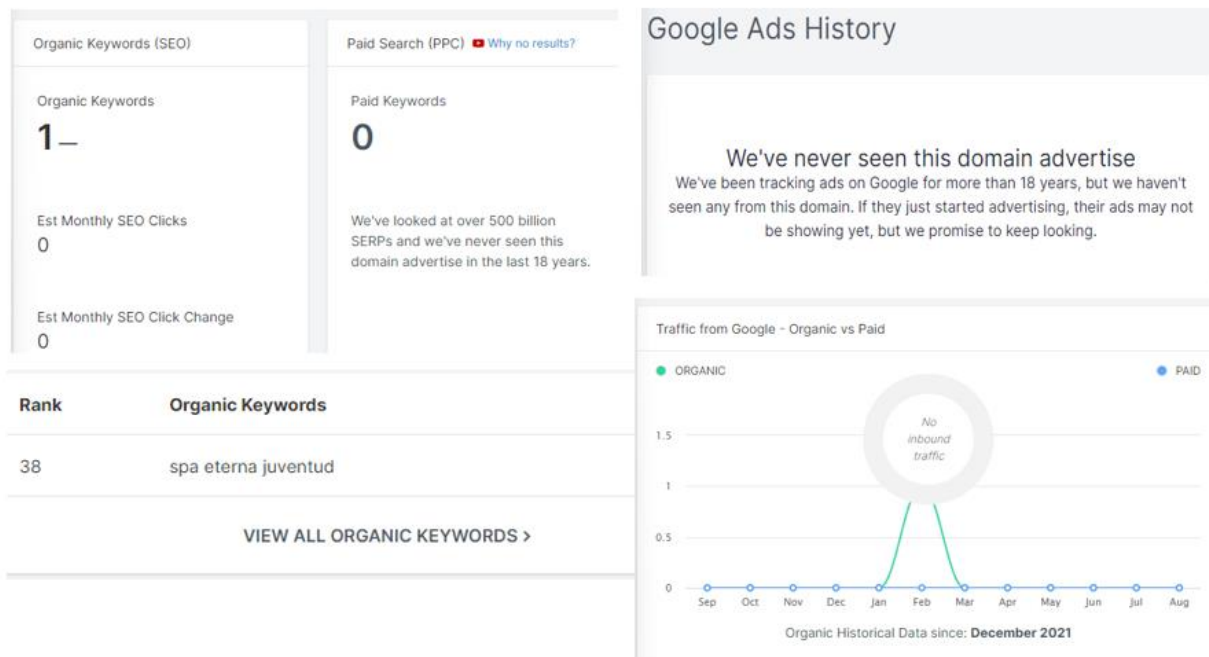 Organic Keywords (SEO)
Organic Keywords
1 —
Est Monthly SEO Clicks
0
Est Monthly SEO Click Change
0
Paid Search (PPC) Why no results?
Paid Keywords
0
We've looked at over 500 billion
SERPs and we've never seen this
domain advertise in the last 18 years.
Google Ads History
We've never seen this domain advertise
We've been tracking ads on Google for more than 18 years, but we haven't
seen any from this domain. If they just started advertising, their ads may not
be showing yet, but we promise to keep looking.
Rank Organic Keywords
38 spa eterna juventud
VIEW ALL ORGANIC KEYWORDS >
Traffic from Google - Organic vs Paid
ORGANIC PAID
No
inbound
traffic
1.5
1
0.5
0
Sep Oct Nov Dec Jan Feb Mar Apr May Jun Jul Aug
Organic Historical Data since: December 2021